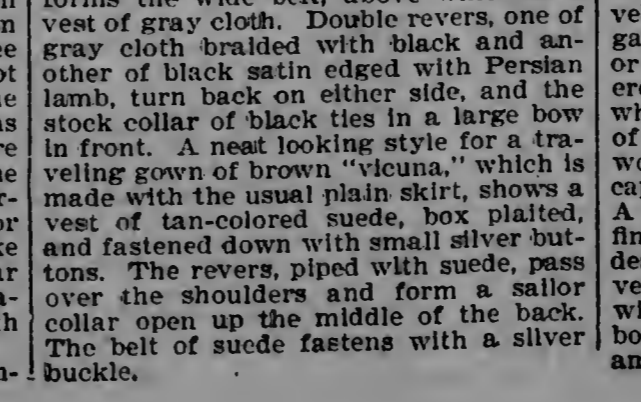 forms the wide belt, above
vest of gray cloth. Double revers, one of
gray cloth braided with black and an-
other of black satin edged with Persian
lamb, turn back on either side, and the
stock collar of black ties in a large bow
in front. A neat looking style for a tra-
veling gown of brown "vicuna," which is
made with the usual plain skirt, shows a
vest of tan-colored suede, box plaited,
and fastened down with small silver but-
tons. The revers, piped with suede, pass
over the shoulders and form a sailor
collar open up the middle of the back.
The belt of suede fastens with a silver
buckle.